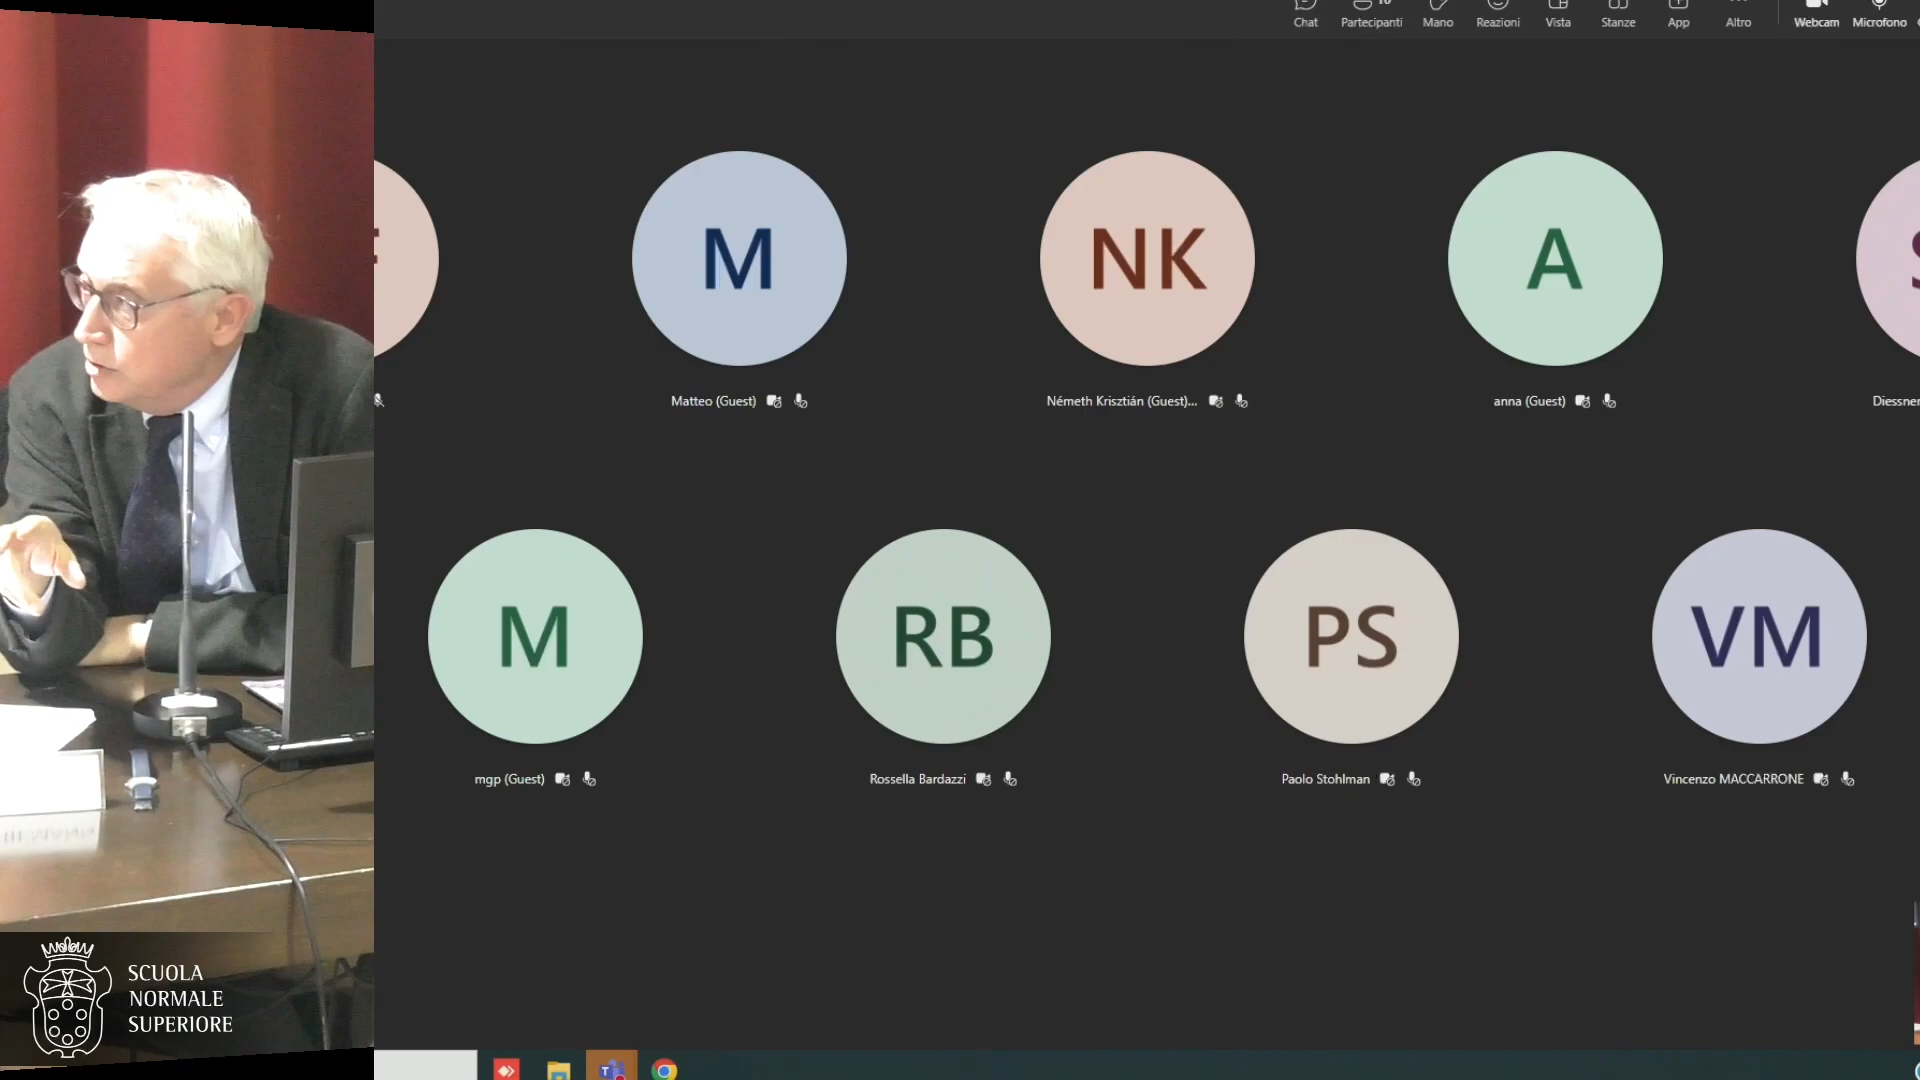 Chat
Partecipanti
Mano
Reazioni
Vista
Stanze
App
Altro
Webcam
Microfono
M
NK
A
Matteo (Guest)
Németh Krisztián (Guest)...
anna (Guest)
Diessner
M
RB
PS
VM
mgp (Guest)
Rossella Bardazzi
Paolo Stohlman
Vincenzo MACCARRONE
SCUOLA
NORMALE
SUPERIORE